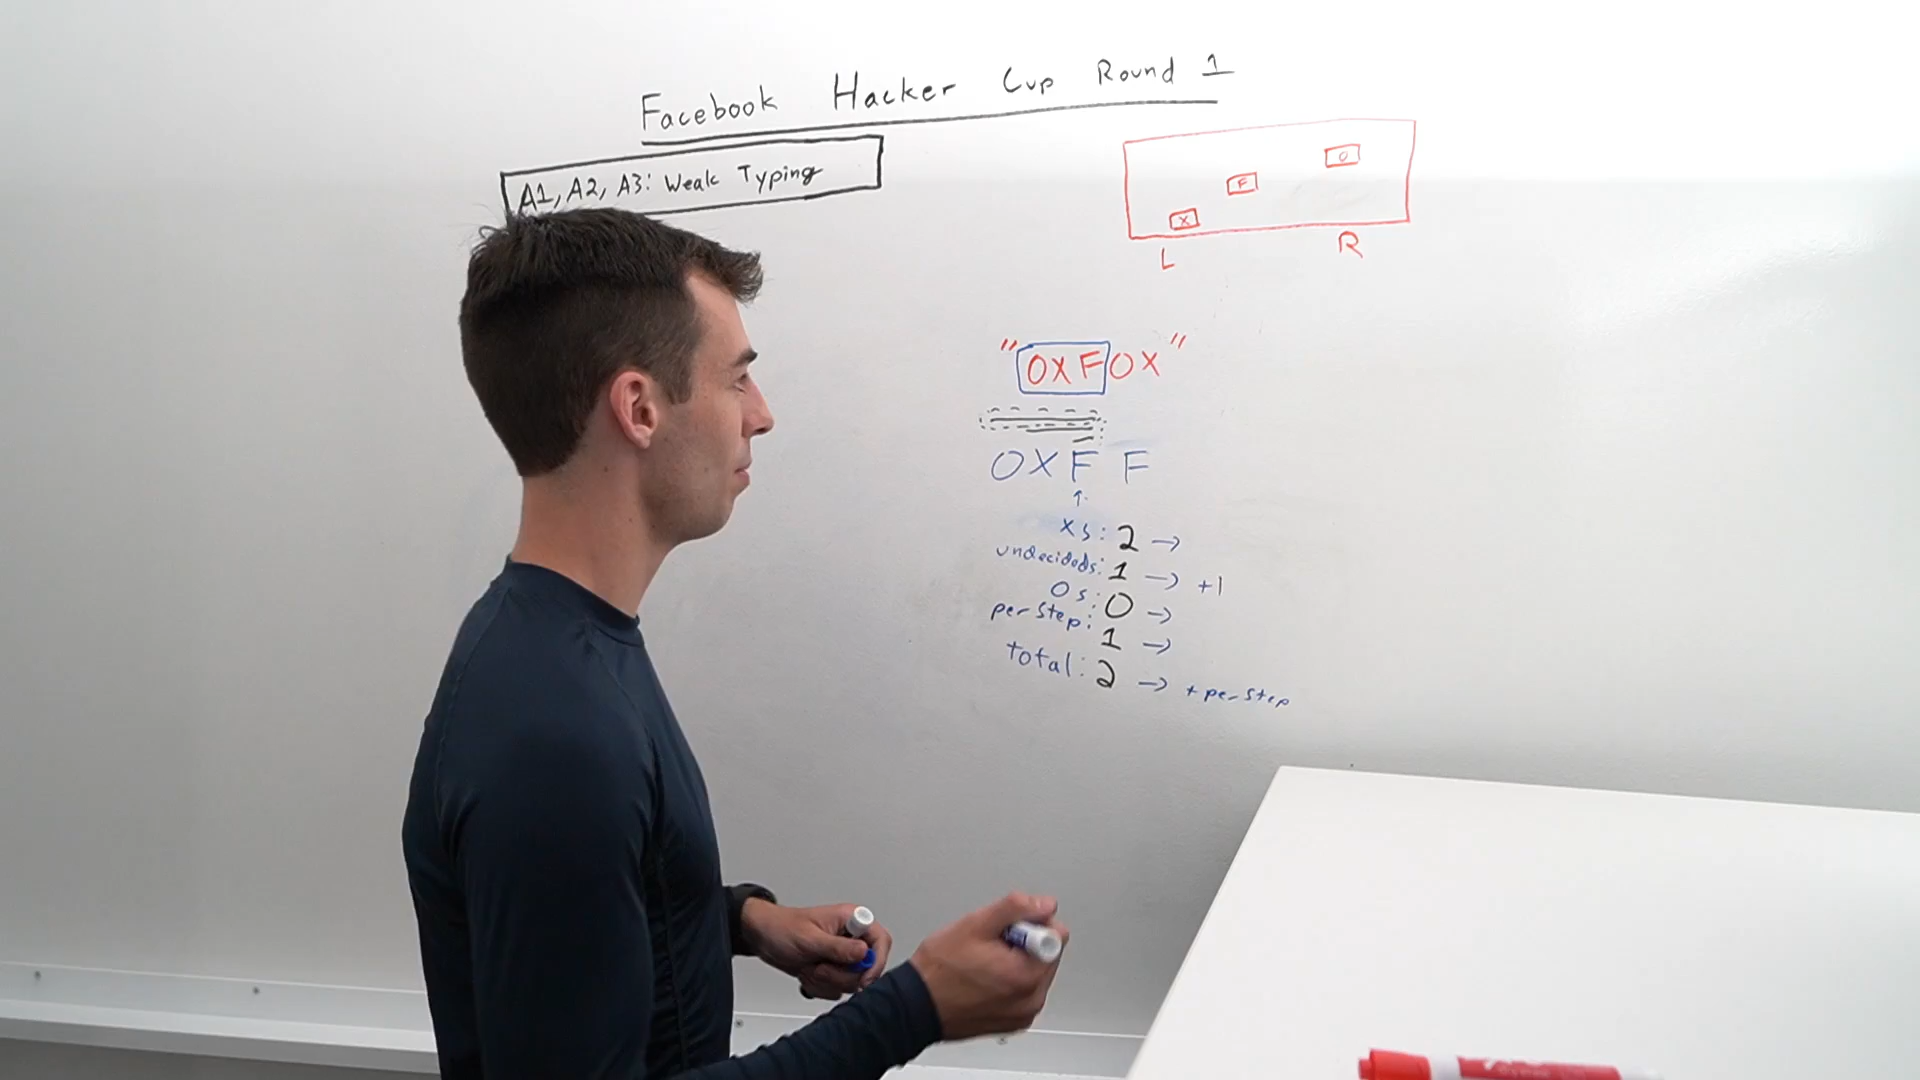 Facebook Hacker Cup Round 1
A1, A2, A3: Weak Typing
O
F
X
L R
"OXFOX"
OXF F
↑
Xs: 2 →
undecideds: 1 → +1
Os: 0 →
per step: 1 →
total: 2 → + per step